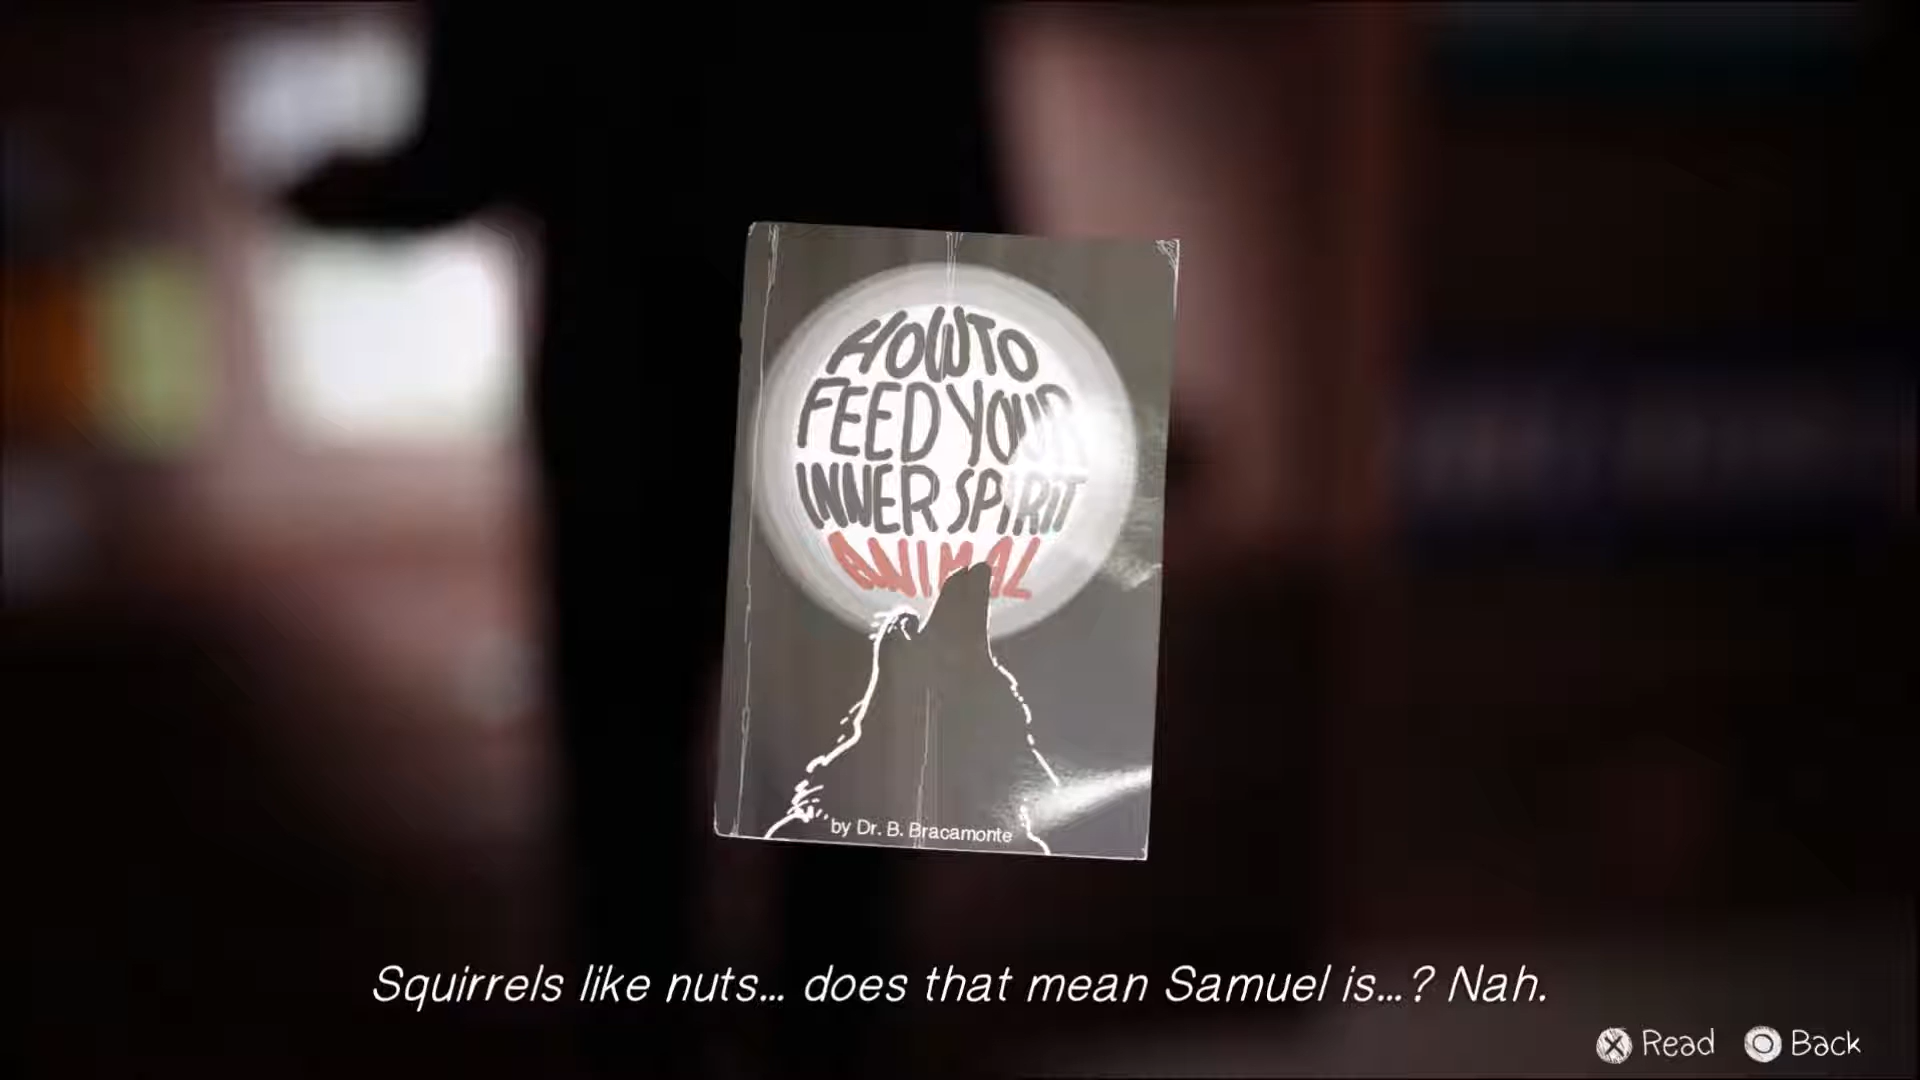 HOW TO
FEED YOUR
INNER SPIRIT
ANIMAL
by Dr. B. Bracamonte
Squirrels like nuts... does that mean Samuel is...? Nah.
Read Back